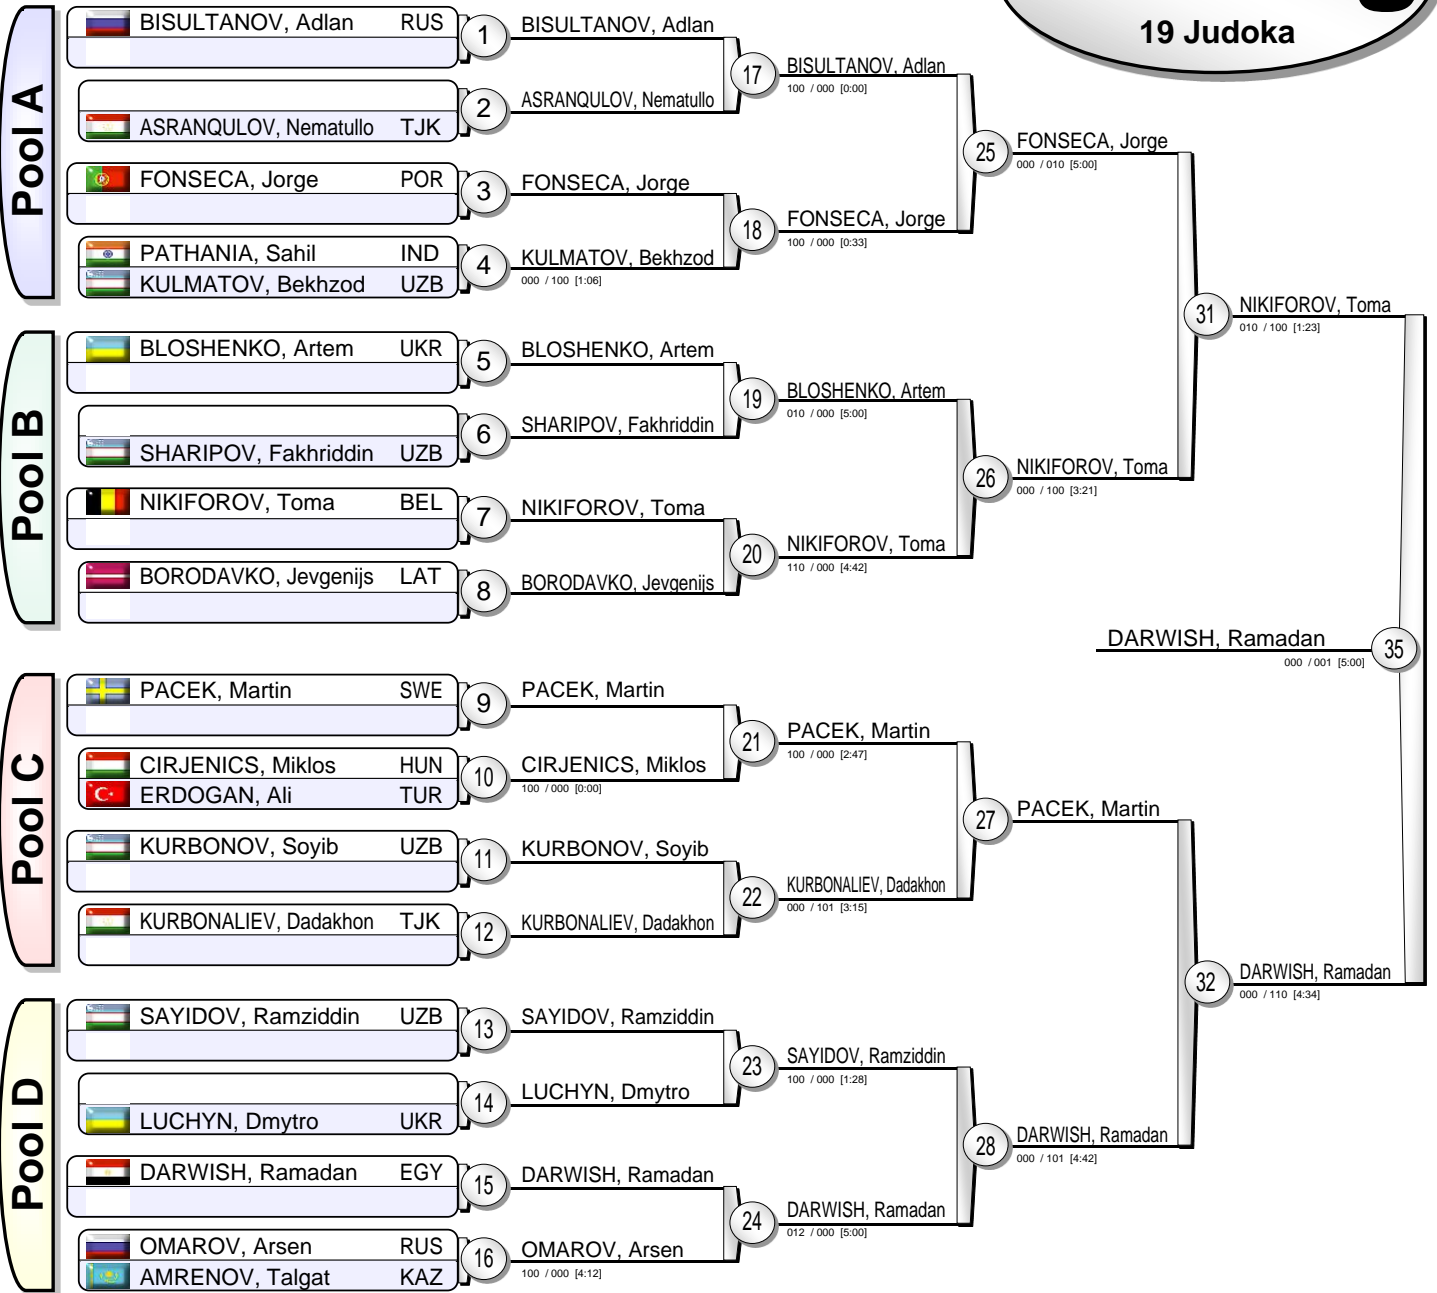 19 Judoka
Pool A
BISULTANOV, Adlan RUS
1
BISULTANOV, Adlan
ASRANQULOV, Nematullo TJK
2
ASRANQULOV, Nematullo
17
BISULTANOV, Adlan
100 / 000 [0:00]
FONSECA, Jorge POR
3
FONSECA, Jorge
PATHANIA, Sahil IND
KULMATOV, Bekhzod UZB
4
KULMATOV, Bekhzod
000 / 100 [1:06]
18
FONSECA, Jorge
100 / 000 [0:33]
25
FONSECA, Jorge
000 / 010 [5:00]
Pool B
BLOSHENKO, Artem UKR
5
BLOSHENKO, Artem
SHARIPOV, Fakhriddin UZB
6
SHARIPOV, Fakhriddin
19
BLOSHENKO, Artem
010 / 000 [5:00]
NIKIFOROV, Toma BEL
7
NIKIFOROV, Toma
BORODAVKO, Jevgenijs LAT
8
BORODAVKO, Jevgenijs
20
NIKIFOROV, Toma
110 / 000 [4:42]
26
NIKIFOROV, Toma
000 / 100 [3:21]
31
NIKIFOROV, Toma
010 / 100 [1:23]
DARWISH, Ramadan
000 / 001 [5:00]
35
Pool C
PACEK, Martin SWE
9
PACEK, Martin
CIRJENICS, Miklos HUN
ERDOGAN, Ali TUR
10
CIRJENICS, Miklos
100 / 000 [0:00]
21
PACEK, Martin
100 / 000 [2:47]
KURBONOV, Soyib UZB
11
KURBONOV, Soyib
KURBONALIEV, Dadakhon TJK
12
KURBONALIEV, Dadakhon
22
KURBONALIEV, Dadakhon
000 / 101 [3:15]
27
PACEK, Martin
Pool D
SAYIDOV, Ramziddin UZB
13
SAYIDOV, Ramziddin
LUCHYN, Dmytro UKR
14
LUCHYN, Dmytro
23
SAYIDOV, Ramziddin
100 / 000 [1:28]
DARWISH, Ramadan EGY
15
DARWISH, Ramadan
OMAROV, Arsen RUS
AMRENOV, Talgat KAZ
16
OMAROV, Arsen
100 / 000 [4:12]
24
DARWISH, Ramadan
012 / 000 [5:00]
28
DARWISH, Ramadan
000 / 101 [4:42]
32
DARWISH, Ramadan
000 / 110 [4:34]